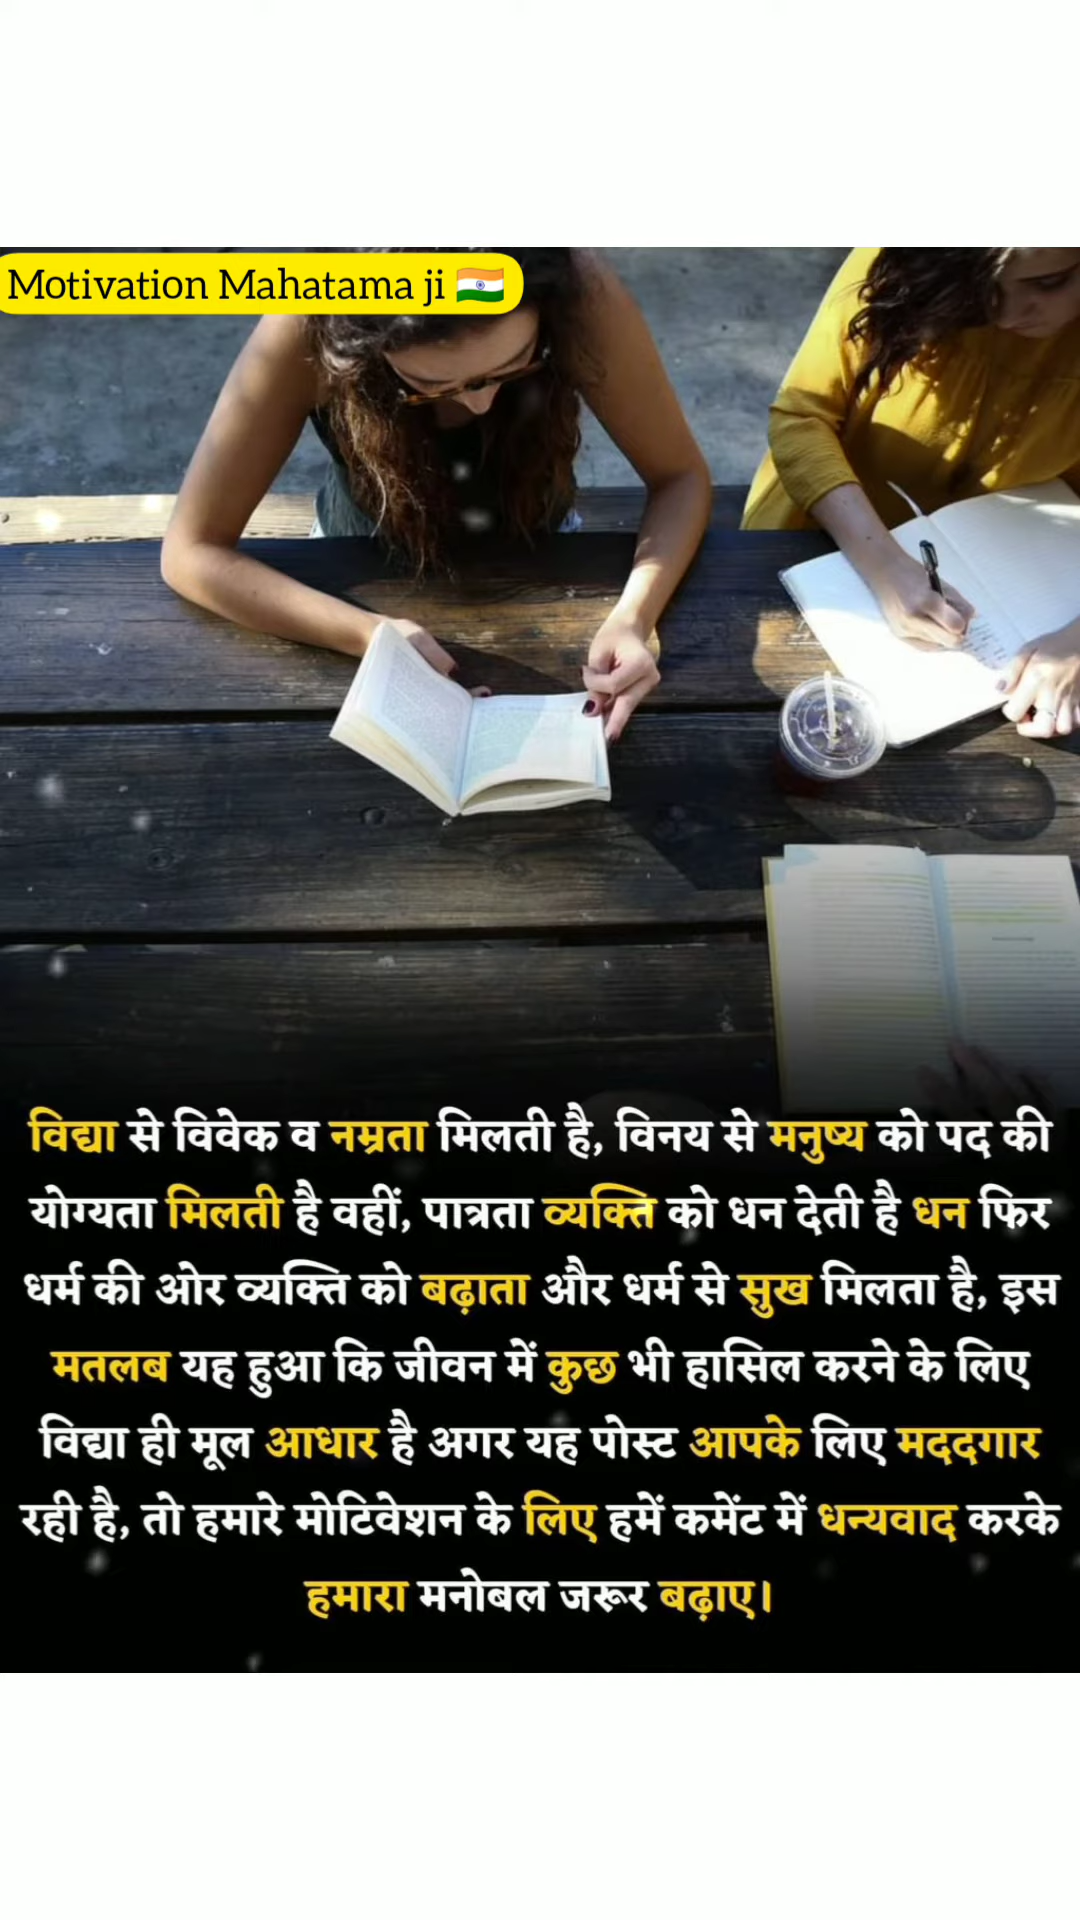 Motivation Mahatama ji 🇮🇳
विद्या से विवेक व नम्रता मिलती है, विनय से मनुष्य को पद की
योग्यता मिलती है वहीं, पात्रता व्यक्ति को धन देती है धन फिर
धर्म की ओर व्यक्ति को बढ़ाता और धर्म से सुख मिलता है, इस
मतलब यह हुआ कि जीवन में कुछ भी हासिल करने के लिए
विद्या ही मूल आधार है अगर यह पोस्ट आपके लिए मददगार
रही है, तो हमारे मोटिवेशन के लिए हमें कमेंट में धन्यवाद करके
हमारा मनोबल जरूर बढ़ाए।